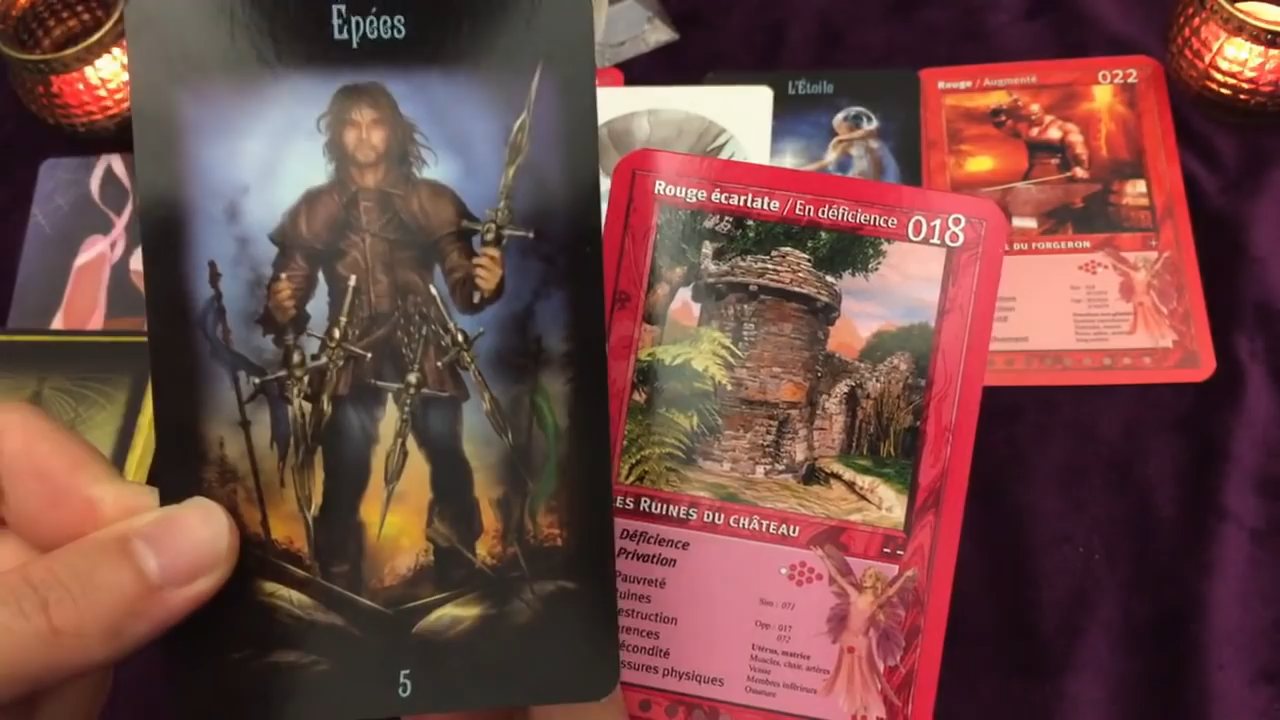 Epées
5
L'Étoile
Rouge / Augmenté 022
L DU FORGERON
Rouge écarlate / En déficience 018
ES RUINES DU CHÂTEAU
Déficience
Privation
Pauvreté
uines
estruction
rences
écondité
ssures physiques
Sim : 071
Opp : 017
072
Utérus, matrice
Muscles, chair, artères
Vessie
Membres inférieurs
Ossature